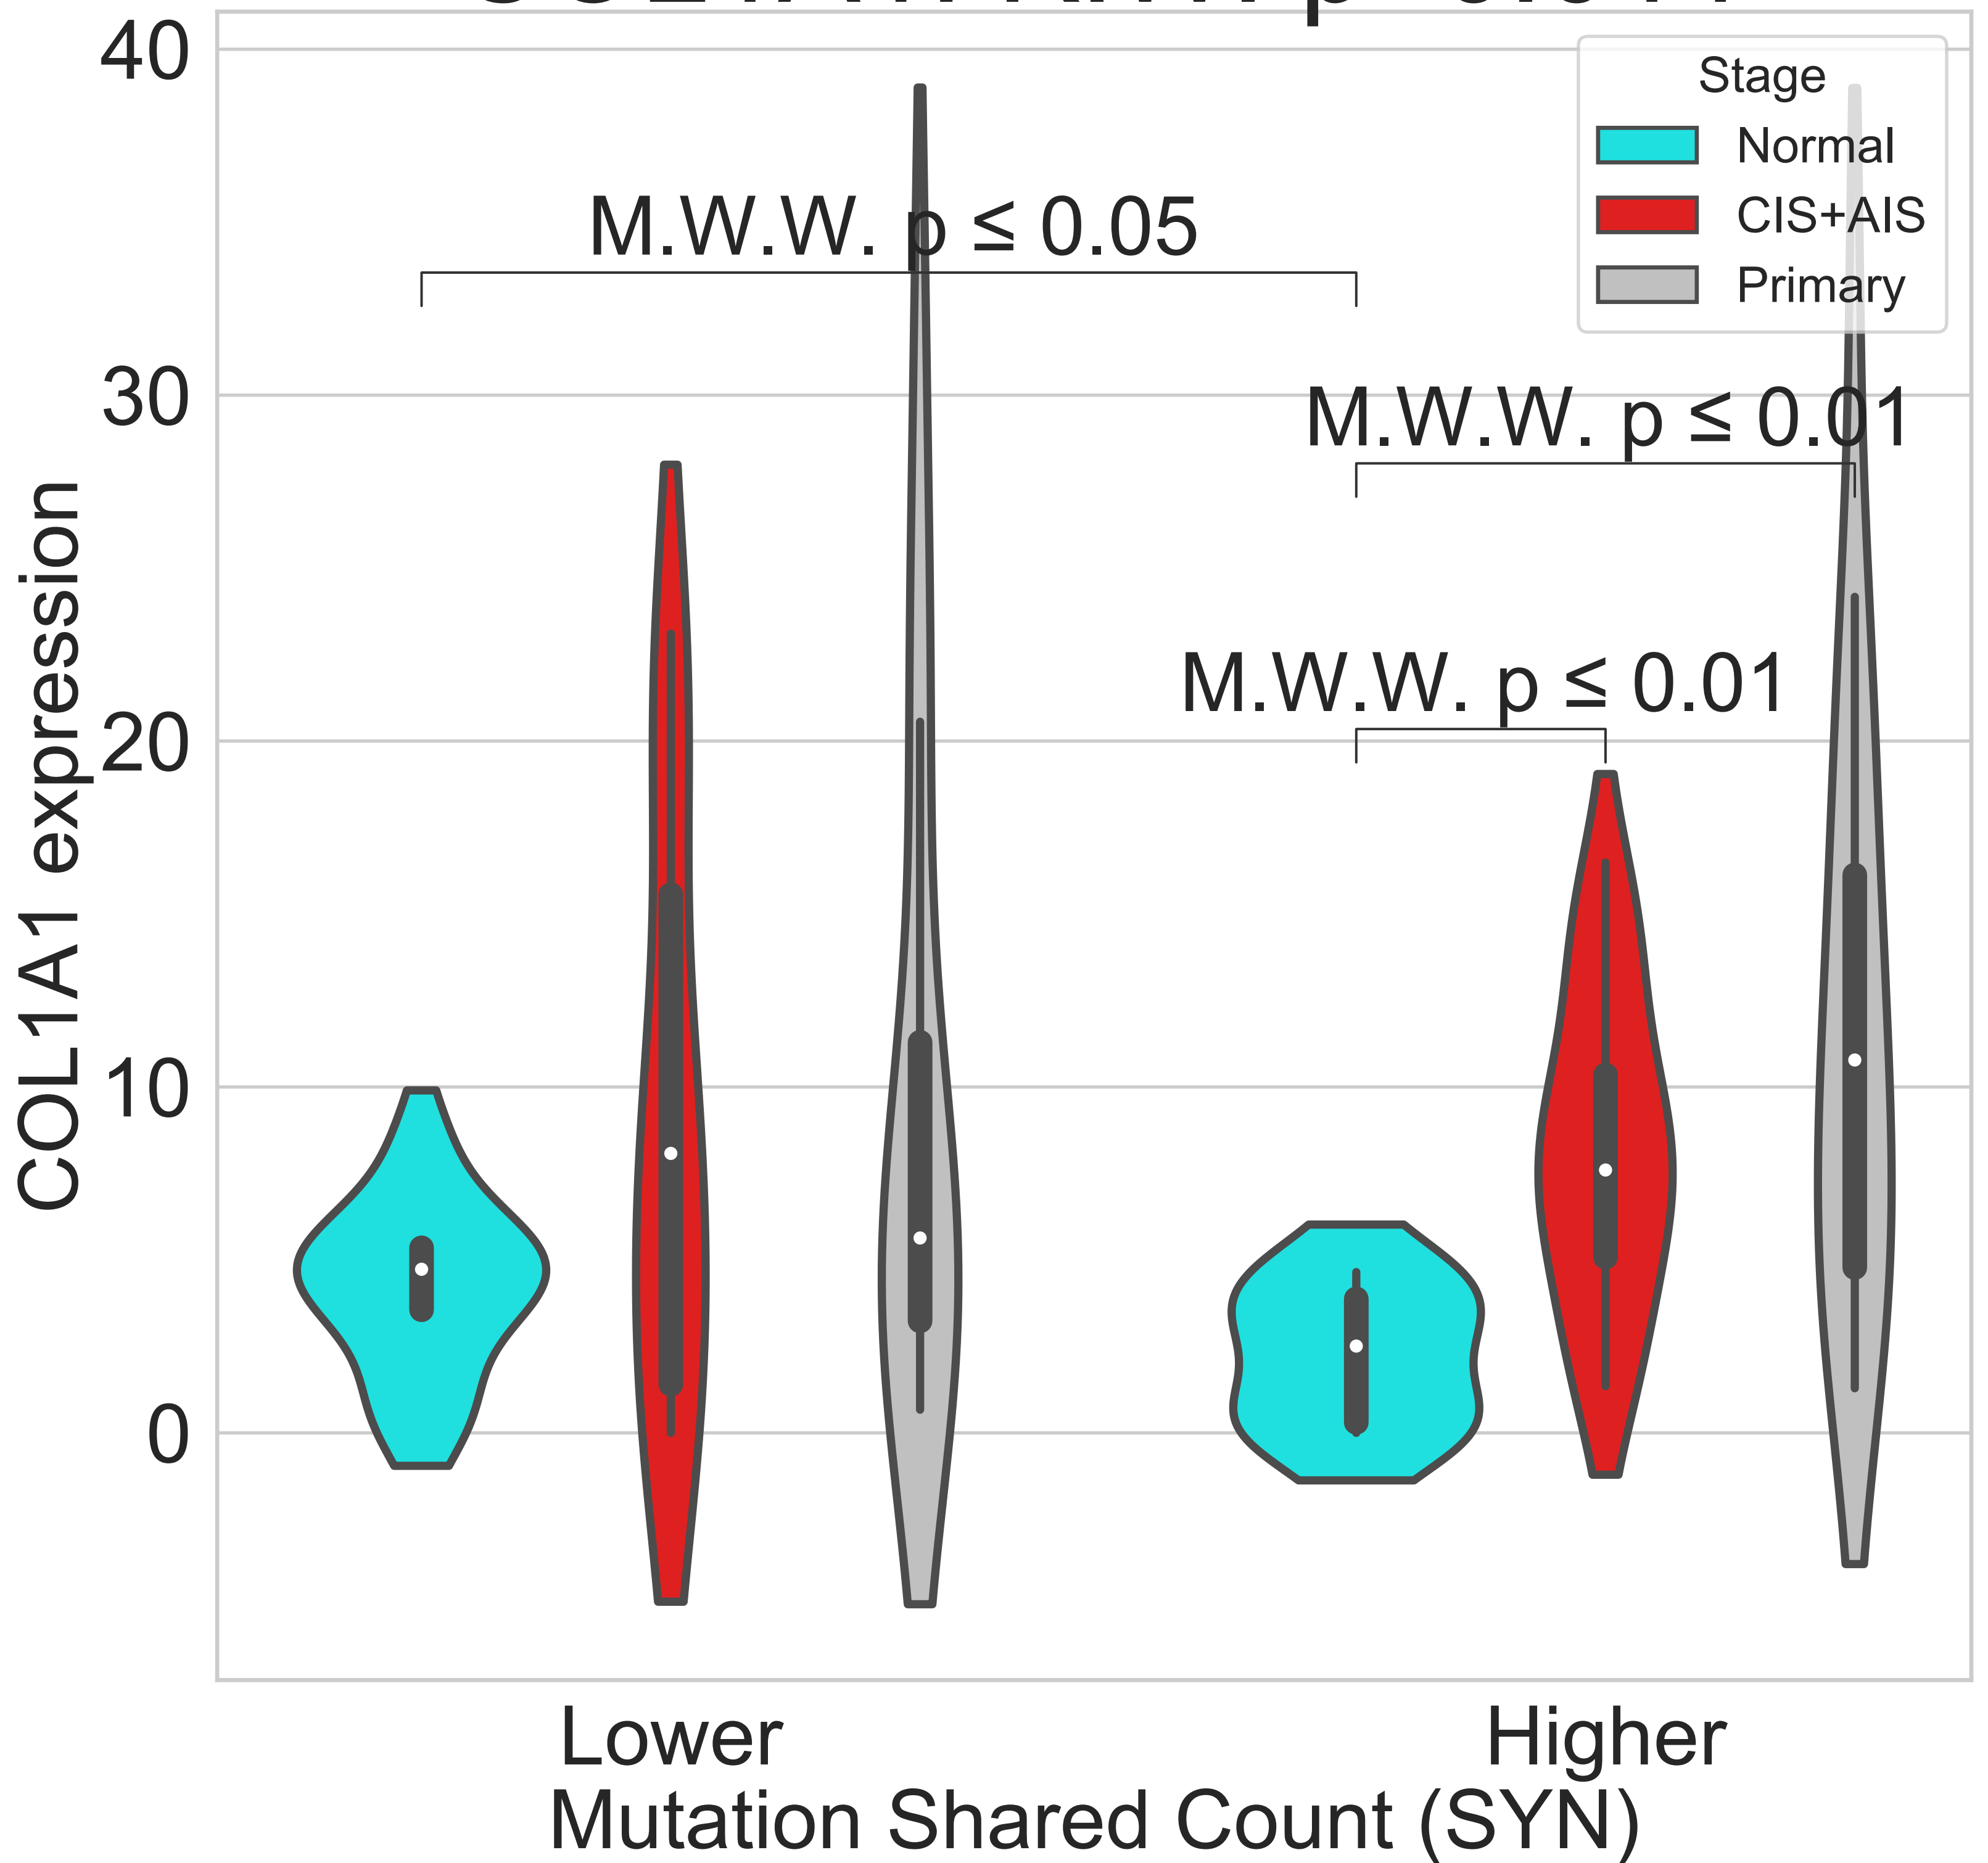 40
30
20
10
0
COL1A1 expression
M.W.W. p ≤ 0.05
M.W.W. p ≤ 0.01
M.W.W. p ≤ 0.01
Stage
Normal
CIS+AIS
Primary
Lower
Higher
Mutation Shared Count (SYN)